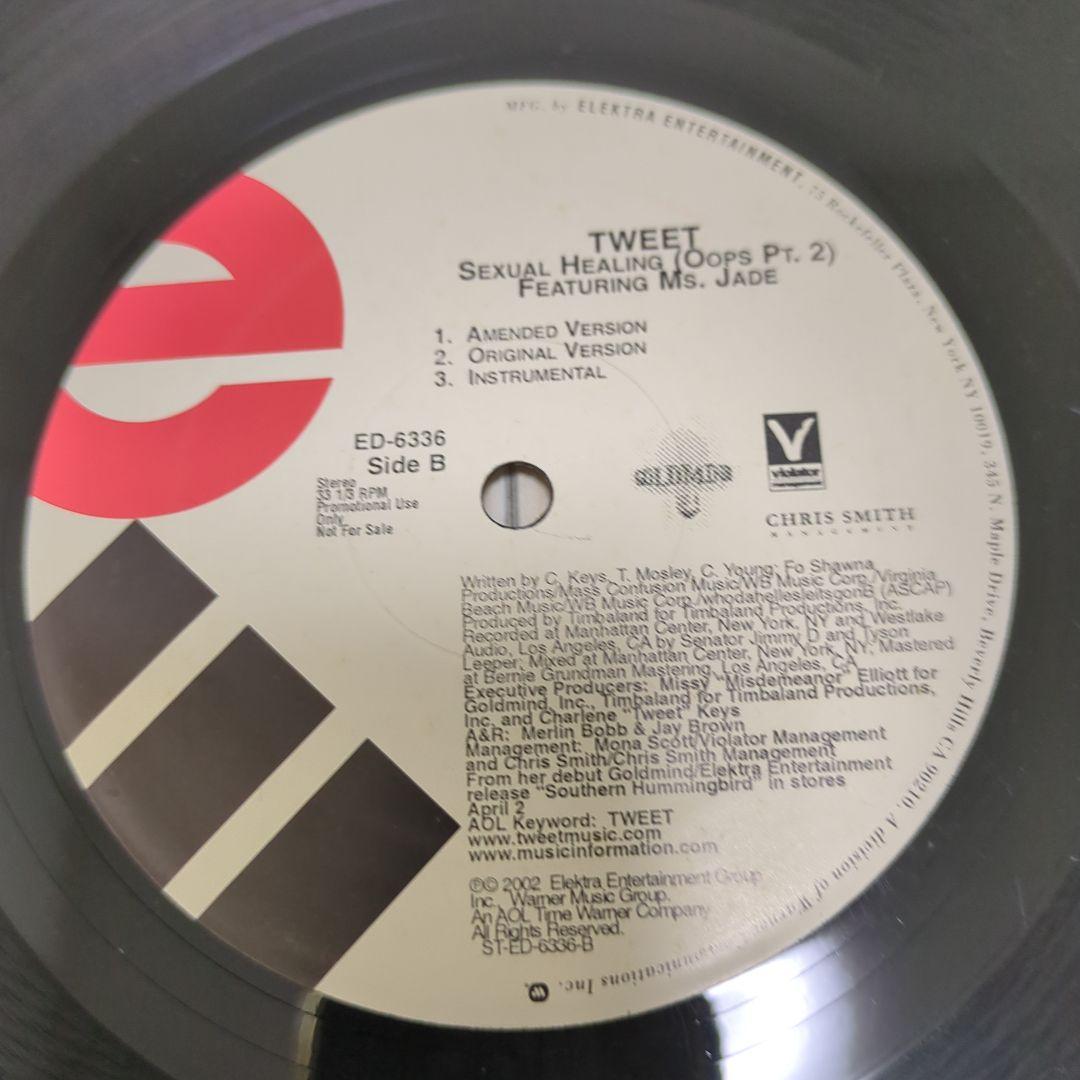 MFG. by ELEKTRA ENTERTAINMENT, 75 Rockefeller Plaza, New York NY 10019, 345 N. Maple Drive, Beverly Hills CA 90210. A division of Warner Communications Inc.
e
TWEET
SEXUAL HEALING (OOPS PT. 2)
FEATURING MS. JADE
1. AMENDED VERSION
2. ORIGINAL VERSION
3. INSTRUMENTAL
ED-6336
Side B
Stereo
33 1/3 RPM
Promotional Use
Only
Not For Sale
violator
management
CHRIS SMITH
MANAGEMENT
Written by C. Keys, T. Mosley, C. Young; Fo Shawna
Productions/Mass Confusion Music/WB Music Corp./Virginia
Beach Music/WB Music Corp./whodahellesleitsgonB (ASCAP)
Produced by Timbaland for Timbaland Productions, Inc.
Recorded at Manhattan Center, New York, NY and Westlake
Audio, Los Angeles, CA by Senator Jimmy D and Tyson
Leeper; Mixed at Manhattan Center, New York, NY; Mastered
at Bernie Grundman Mastering, Los Angeles, CA
Executive Producers: Missy "Misdemeanor" Elliott for
Goldmind, Inc., Timbaland for Timbaland Productions,
Inc. and Charlene "Tweet" Keys
A&R: Merlin Bobb & Jay Brown
Management: Mona Scott/Violator Management
and Chris Smith/Chris Smith Management
From her debut Goldmind/Elektra Entertainment
release "Southern Hummingbird" in stores
April 2
AOL Keyword: TWEET
www.tweetmusic.com
www.musicinformation.com
℗© 2002 Elektra Entertainment Group
Inc. Warner Music Group.
An AOL Time Warner Company
All Rights Reserved.
ST-ED-6336-B